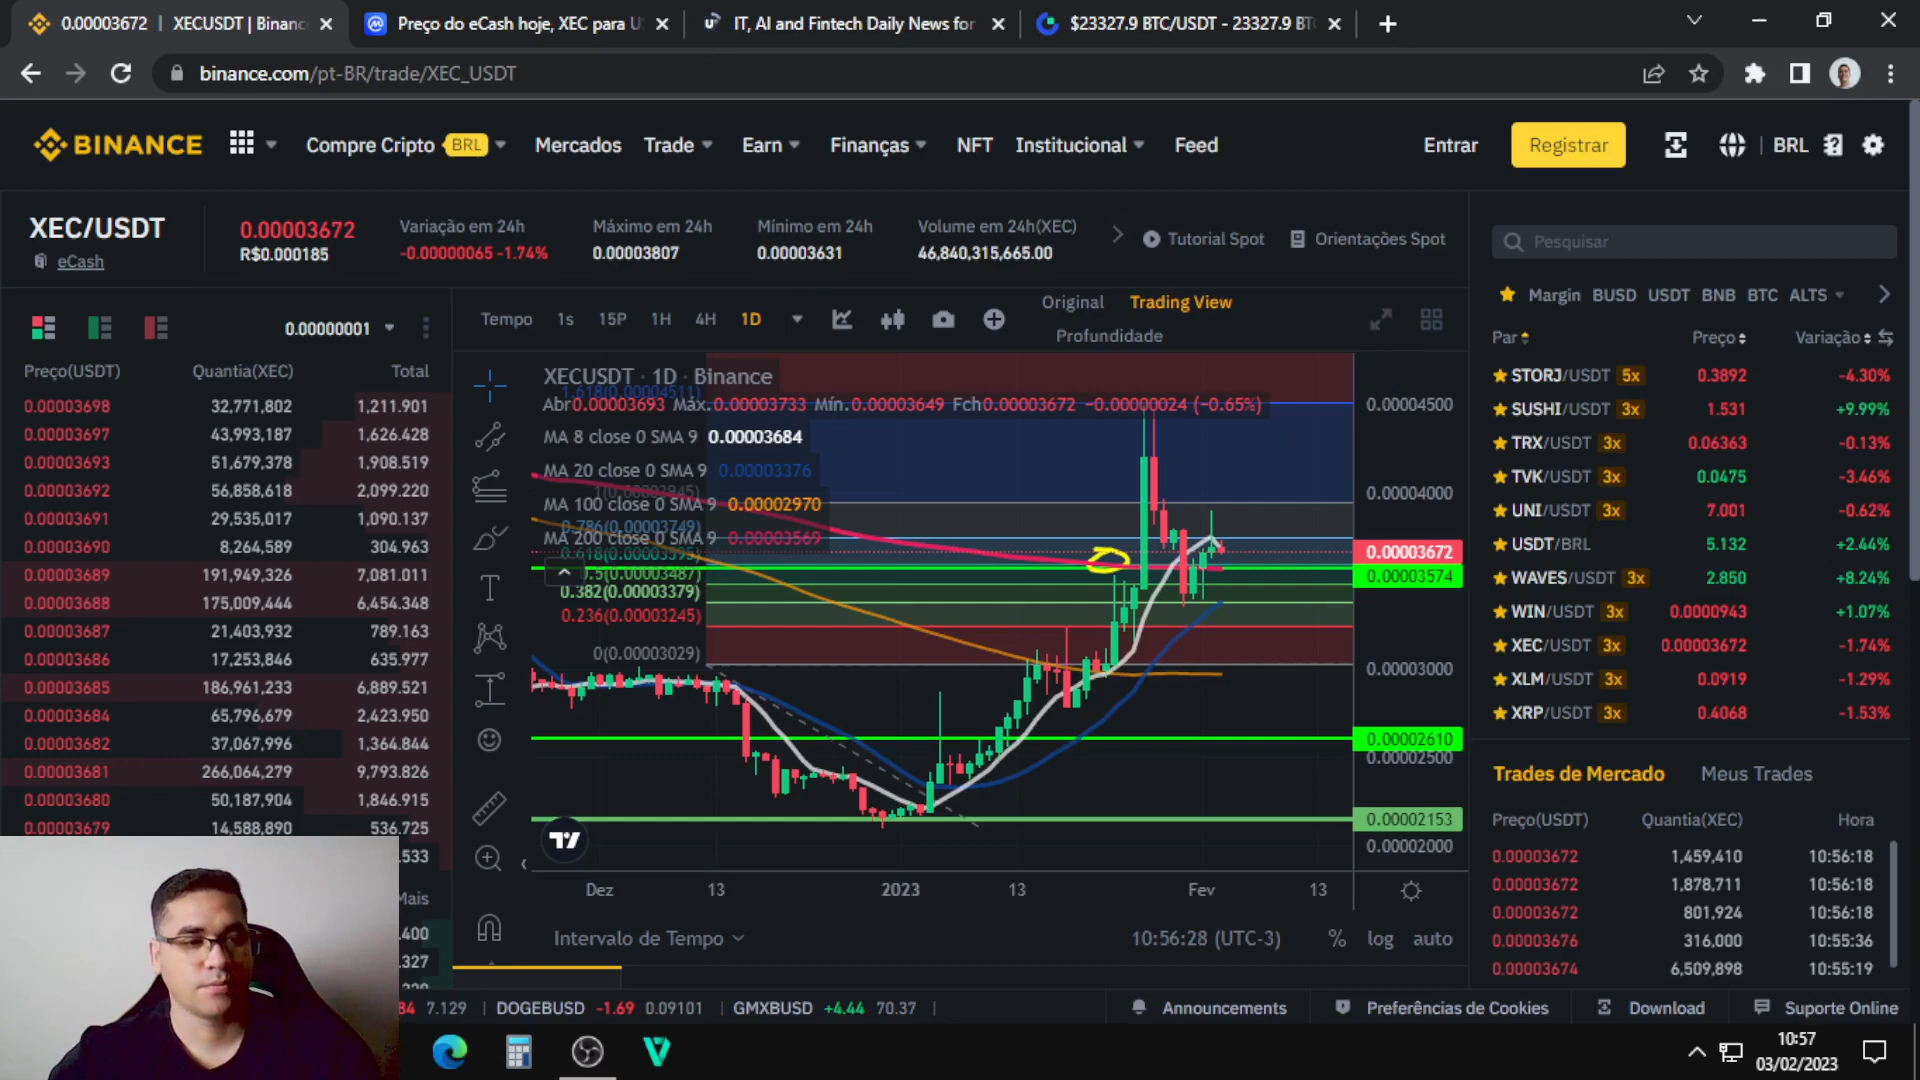 0.00003672 | XECUSDT | Binanc
Preço do eCash hoje, XEC para U
IT, AI and Fintech Daily News for
$23327.9 BTC/USDT - 23327.9 BT
binance.com/pt-BR/trade/XEC_USDT
BINANCE
Compre Cripto BRL
Mercados
Trade
Earn
Finanças
NFT
Institucional
Feed
Entrar
Registrar
BRL
XEC/USDT
eCash
0.00003672
R$0.000185
Variação em 24h
-0.00000065 -1.74%
Máximo em 24h
0.00003807
Mínimo em 24h
0.00003631
Volume em 24h(XEC)
46,840,315,665.00
Tutorial Spot
Orientações Spot
0.00000001
Preço(USDT) Quantia(XEC) Total
0.00003698 32,771,802 1,211.901
0.00003697 43,993,187 1,626.428
0.00003693 51,679,378 1,908.519
0.00003692 56,858,618 2,099.220
0.00003691 29,535,017 1,090.137
0.00003690 8,264,589 304.963
0.00003689 191,949,326 7,081.011
0.00003688 175,009,444 6,454.348
0.00003687 21,403,932 789.163
0.00003686 17,253,846 635.977
0.00003685 186,961,233 6,889.521
0.00003684 65,796,679 2,423.950
0.00003682 37,067,996 1,364.844
0.00003681 266,064,279 9,793.826
0.00003680 50,187,904 1,846.915
0.00003679 14,588,890 536.725
.533
Mais
.400
.327
Tempo 1s 15P 1H 4H 1D
Original Trading View
Profundidade
XECUSDT · 1D · Binance
1.618(0.00004511)
Abr0.00003693 Máx.0.00003733 Mín.0.00003649 Fch0.00003672 −0.00000024 (−0.65%)
MA 8 close 0 SMA 9 0.00003684
MA 20 close 0 SMA 9 0.00003376
1(0.00003945)
MA 100 close 0 SMA 9 0.00002970
0.786(0.00003749)
MA 200 close 0 SMA 9 0.00003569
0.618(0.00003595)
0.5(0.00003487)
0.382(0.00003379)
0.236(0.00003245)
0(0.00003029)
0.00004500
0.00004000
0.00003672
0.00003574
0.00003000
0.00002610
0.00002500
0.00002153
0.00002000
Dez 13 2023 13 Fev 13
Intervalo de Tempo
10:56:28 (UTC-3) % log auto
Pesquisar
Margin BUSD USDT BNB BTC ALTS
Par Preço Variação
STORJ/USDT 5x 0.3892 -4.30%
SUSHI/USDT 3x 1.531 +9.99%
TRX/USDT 3x 0.06363 -0.13%
TVK/USDT 3x 0.0475 -3.46%
UNI/USDT 3x 7.001 -0.62%
USDT/BRL 5.132 +2.44%
WAVES/USDT 3x 2.850 +8.24%
WIN/USDT 3x 0.0000943 +1.07%
XEC/USDT 3x 0.00003672 -1.74%
XLM/USDT 3x 0.0919 -1.29%
XRP/USDT 3x 0.4068 -1.53%
Trades de Mercado Meus Trades
Preço(USDT) Quantia(XEC) Hora
0.00003672 1,459,410 10:56:18
0.00003672 1,878,711 10:56:18
0.00003672 801,924 10:56:18
0.00003676 316,000 10:55:36
0.00003674 6,509,898 10:55:19
84 7.129 | DOGEBUSD -1.69 0.09101 | GMXBUSD +4.44 70.37 |
Announcements
Preferências de Cookies
Download
Suporte Online
10:57
03/02/2023